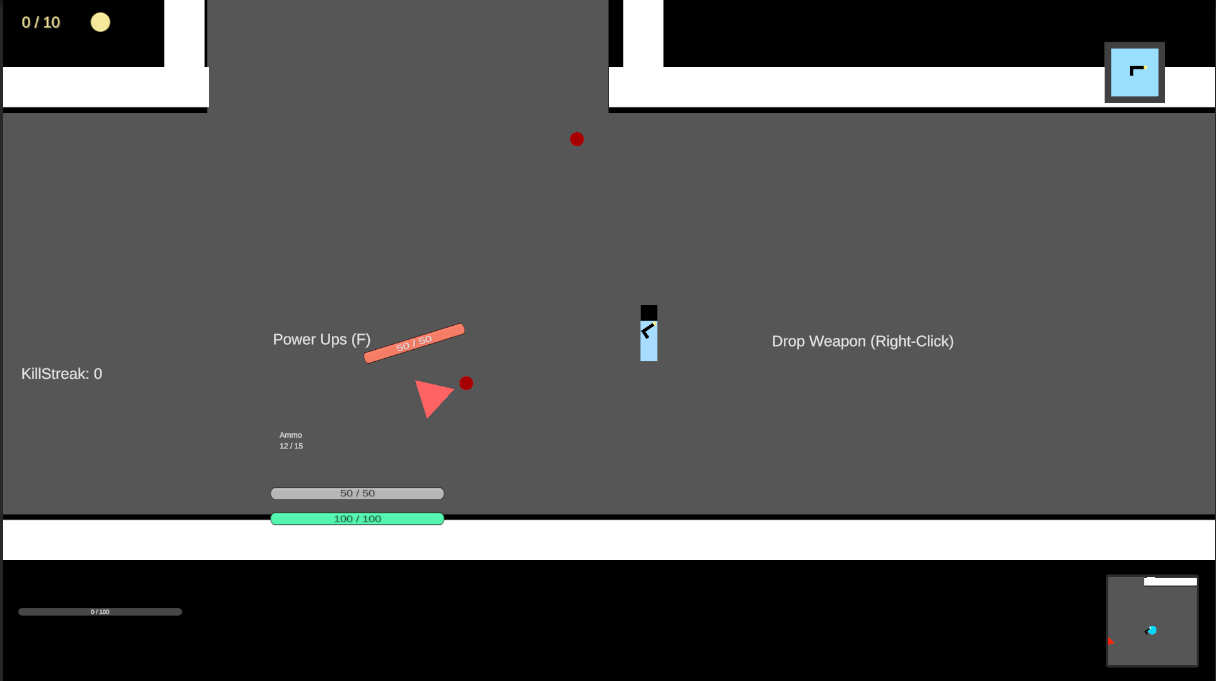 0 / 10
Power Ups (F)
50 / 50
Drop Weapon (Right-Click)
KillStreak: 0
Ammo
12 / 15
50 / 50
100 / 100
0 / 100